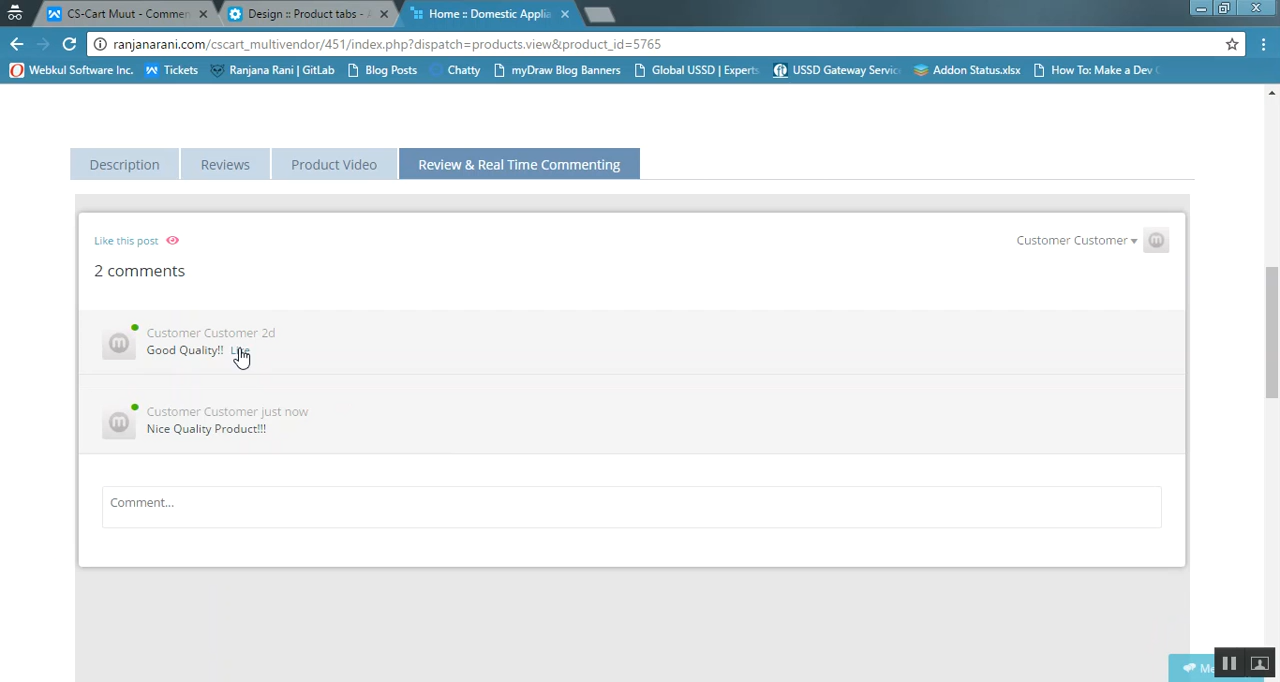 CS-Cart Muut - Commen
Design :: Product tabs - A
Home :: Domestic Applia
ranjanarani.com/cscart_multivendor/451/index.php?dispatch=products.view&product_id=5765
Webkul Software Inc. Tickets Ranjana Rani | GitLab Blog Posts Chatty myDraw Blog Banners Global USSD | Experts USSD Gateway Servic Addon Status.xlsx How To: Make a Dev
Description Reviews Product Video Review & Real Time Commenting
Like this post
Customer Customer
2 comments
Customer Customer 2d
Good Quality!!
Customer Customer just now
Nice Quality Product!!!
Comment...